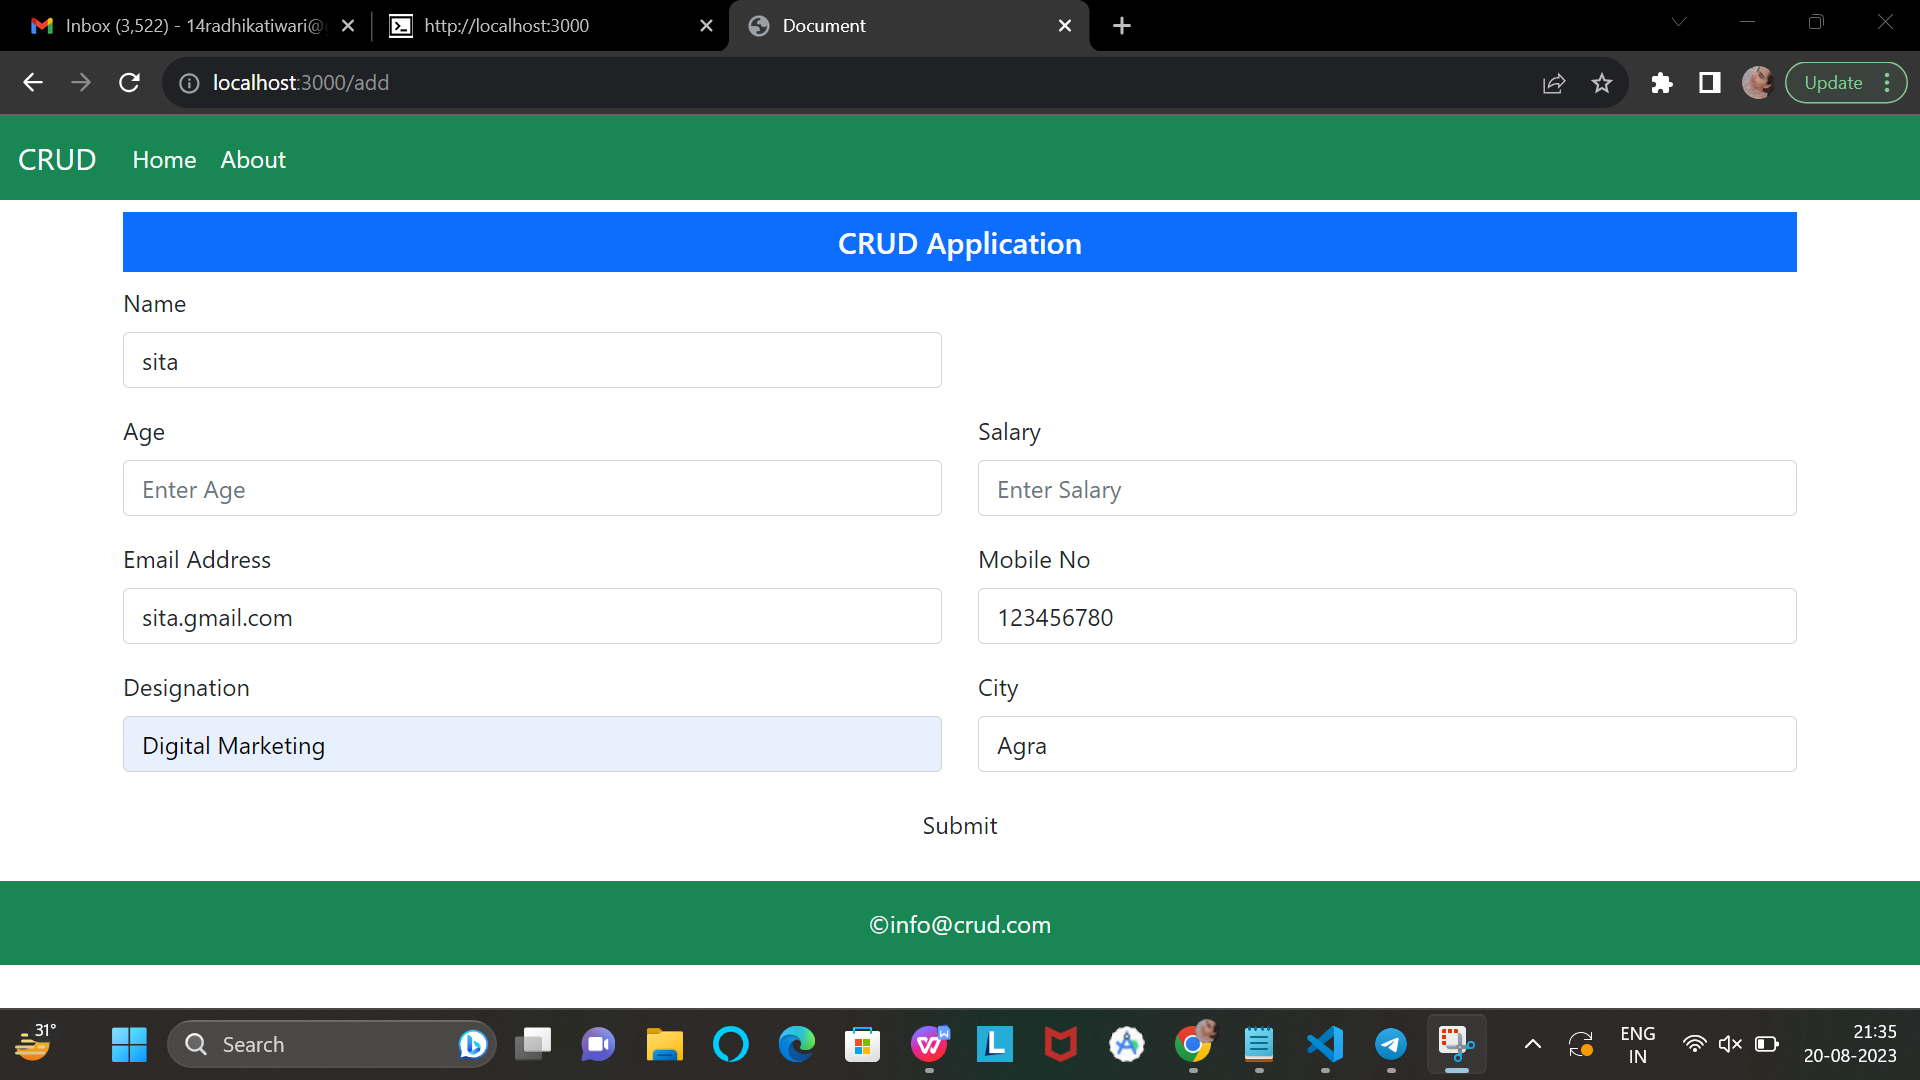 Inbox (3,522) - 14radhikatiwari@
http://localhost:3000
Document
localhost:3000/add
Update
CRUD
Home
About
CRUD Application
Name
sita
Age
Salary
Enter Age
Enter Salary
Email Address
Mobile No
sita.gmail.com
123456780
Designation
City
Digital Marketing
Agra
Submit
©info@crud.com
31°
Search
ENG
IN
21:35
20-08-2023